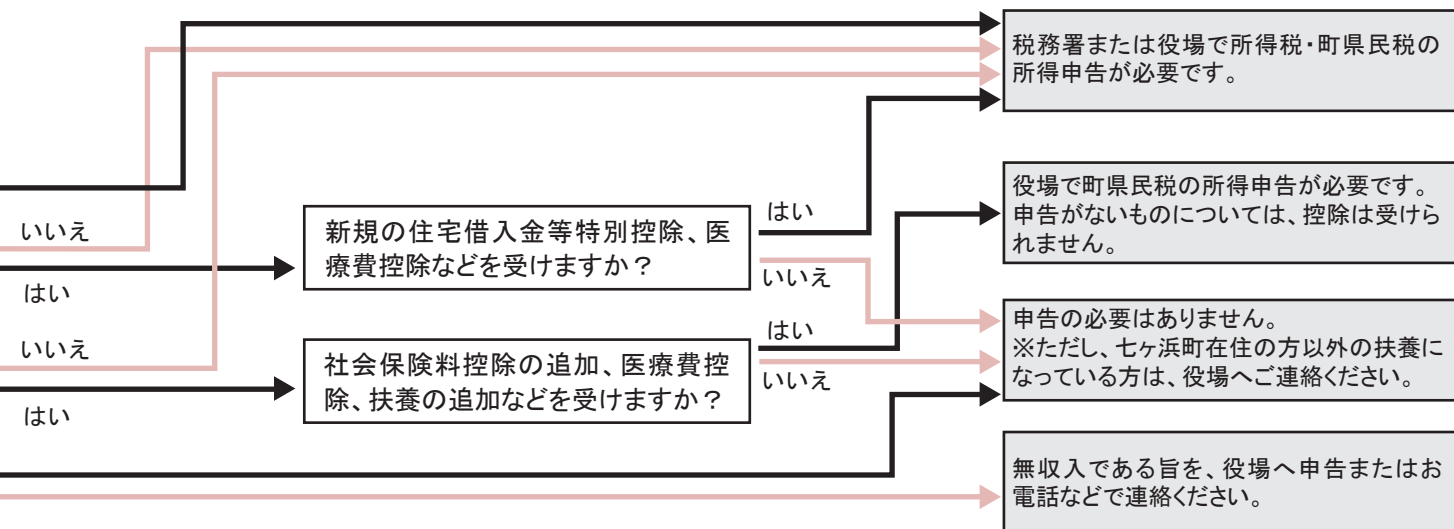 税務署または役場で所得税・町県民税の
所得申告が必要です。
役場で町県民税の所得申告が必要です。
申告がないものについては、控除は受けら
れません。
いいえ
はい
新規の住宅借入金等特別控除、医
療費控除などを受けますか？
はい
いいえ
申告の必要はありません。
※ただし、七ヶ浜町在住の方以外の扶養に
なっている方は、役場へご連絡ください。
いいえ
はい
社会保険料控除の追加、医療費控
除、扶養の追加などを受けますか？
はい
いいえ
無収入である旨を、役場へ申告またはお
電話などで連絡ください。